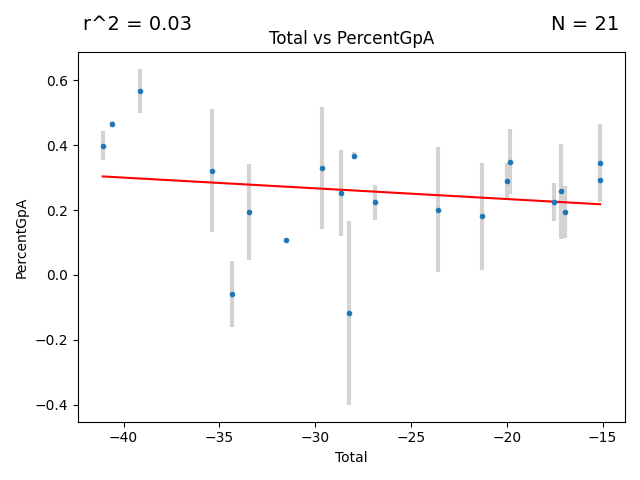 r^2 = 0.03
N = 21
Total vs PercentGpA
PercentGpA
0.6
0.4
0.2
0.0
−0.2
−0.4
−40
−35
−30
−25
−20
−15
Total